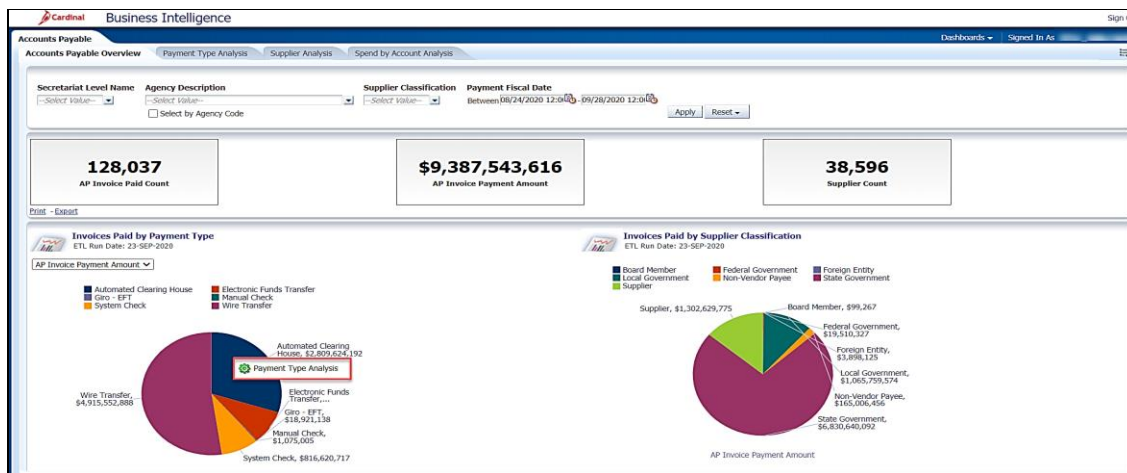 Cardinal Business Intelligence
Sign
Accounts Payable
Dashboards Signed In As
Accounts Payable Overview Payment Type Analysis Supplier Analysis Spend by Account Analysis
Secretariat Level Name Agency Description Supplier Classification Payment Fiscal Date
--Select Value-- --Select Value-- --Select Value-- Between 08/24/2020 12:0 - 09/28/2020 12:0
Select by Agency Code
Apply Reset
128,037
AP Invoice Paid Count
$9,387,543,616
AP Invoice Payment Amount
38,596
Supplier Count
Print - Export
Invoices Paid by Payment Type
ETL Run Date: 23-SEP-2020
AP Invoice Payment Amount
Automated Clearing House Electronic Funds Transfer
Giro - EFT Manual Check
System Check Wire Transfer
Automated Clearing
House, $2,809,624,192
Payment Type Analysis
Electronic Funds
Transfer,...
Giro - EFT,
$18,921,138
Manual Check,
$1,075,005
System Check, $816,620,717
Wire Transfer,
$4,915,552,888
Invoices Paid by Supplier Classification
ETL Run Date: 23-SEP-2020
Board Member Federal Government Foreign Entity
Local Government Non-Vendor Payee State Government
Supplier
Supplier, $1,302,629,775
Board Member, $99,267
Federal Government,
$19,510,327
Foreign Entity,
$3,898,125
Local Government,
$1,065,759,574
Non-Vendor Payee,
$165,006,456
State Government,
$6,830,640,092
AP Invoice Payment Amount